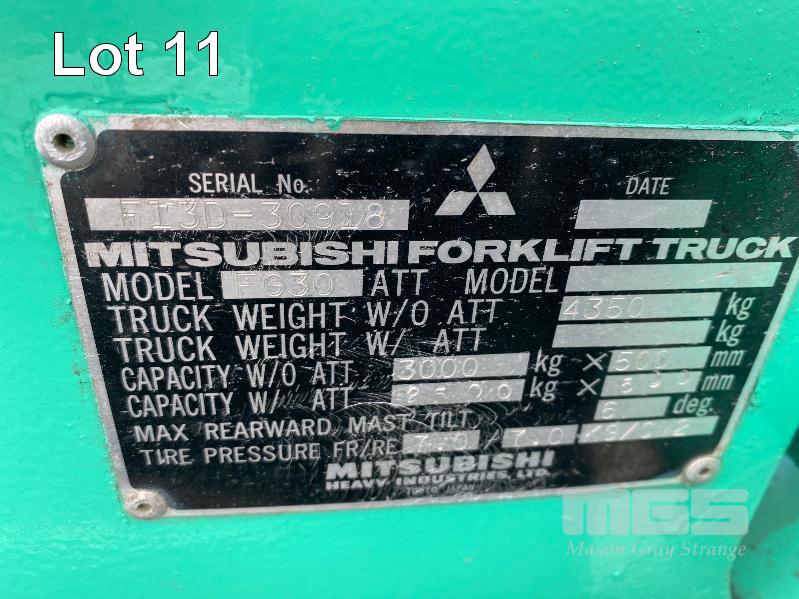 Lot 11
SERIAL No. DATE
F13D-30918
MITSUBISHI FORKLIFT TRUCK
MODEL FG30 ATT MODEL
TRUCK WEIGHT W/O ATT 4350 kg
TRUCK WEIGHT W/ ATT kg
CAPACITY W/O ATT 3000 kg × 500 mm
CAPACITY W/ ATT kg × mm
MAX REARWARD MAST TILT 6 deg.
TIRE PRESSURE FR/RE 7.0 / 7.0
MITSUBISHI
HEAVY INDUSTRIES, LTD.
TOKYO JAPAN
MGS
Mason Gray Strange